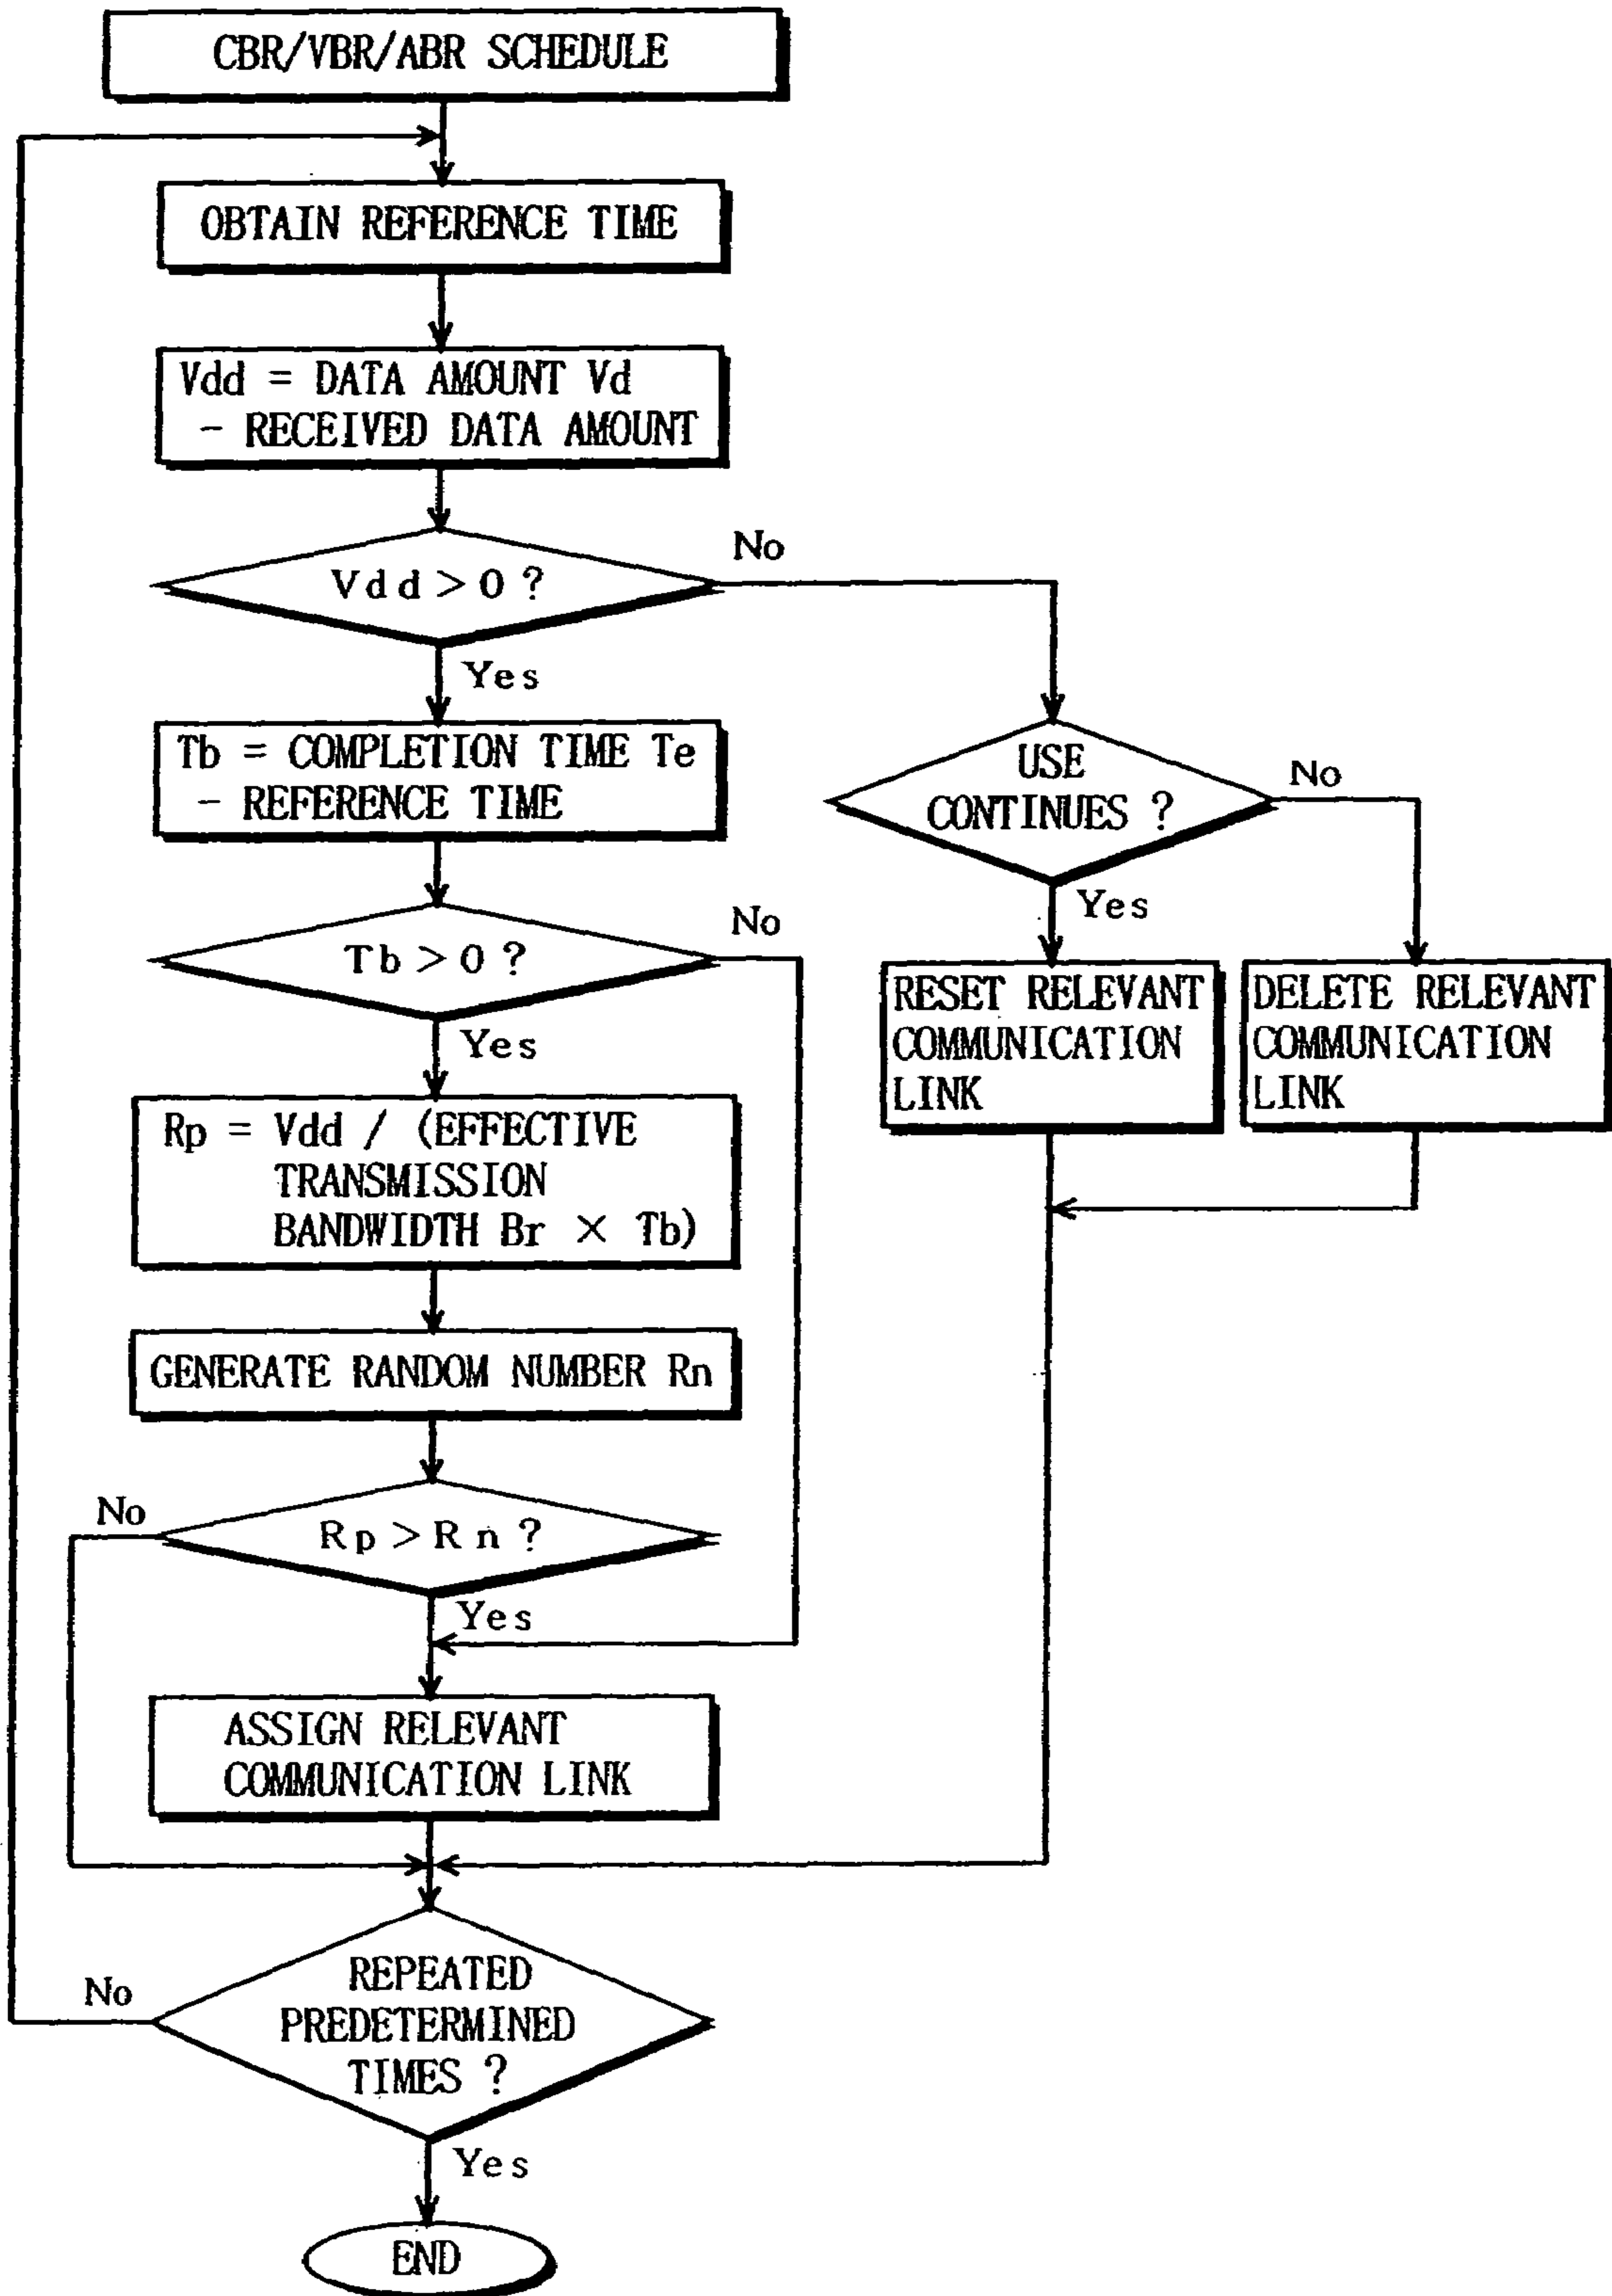 CBR/VBR/ABR SCHEDULE
OBTAIN REFERENCE TIME
Vdd = DATA AMOUNT Vd
- RECEIVED DATA AMOUNT
Vdd > 0 ?
No
Yes
Tb = COMPLETION TIME Te
- REFERENCE TIME
USE
CONTINUES ?
No
Yes
Tb > 0 ?
No
Yes
RESET RELEVANT
COMMUNICATION
LINK
DELETE RELEVANT
COMMUNICATION
LINK
Rp = Vdd / (EFFECTIVE
TRANSMISSION
BANDWIDTH Br × Tb)
GENERATE RANDOM NUMBER Rn
Rp > Rn ?
No
Yes
ASSIGN RELEVANT
COMMUNICATION LINK
REPEATED
PREDETERMINED
TIMES ?
No
Yes
END